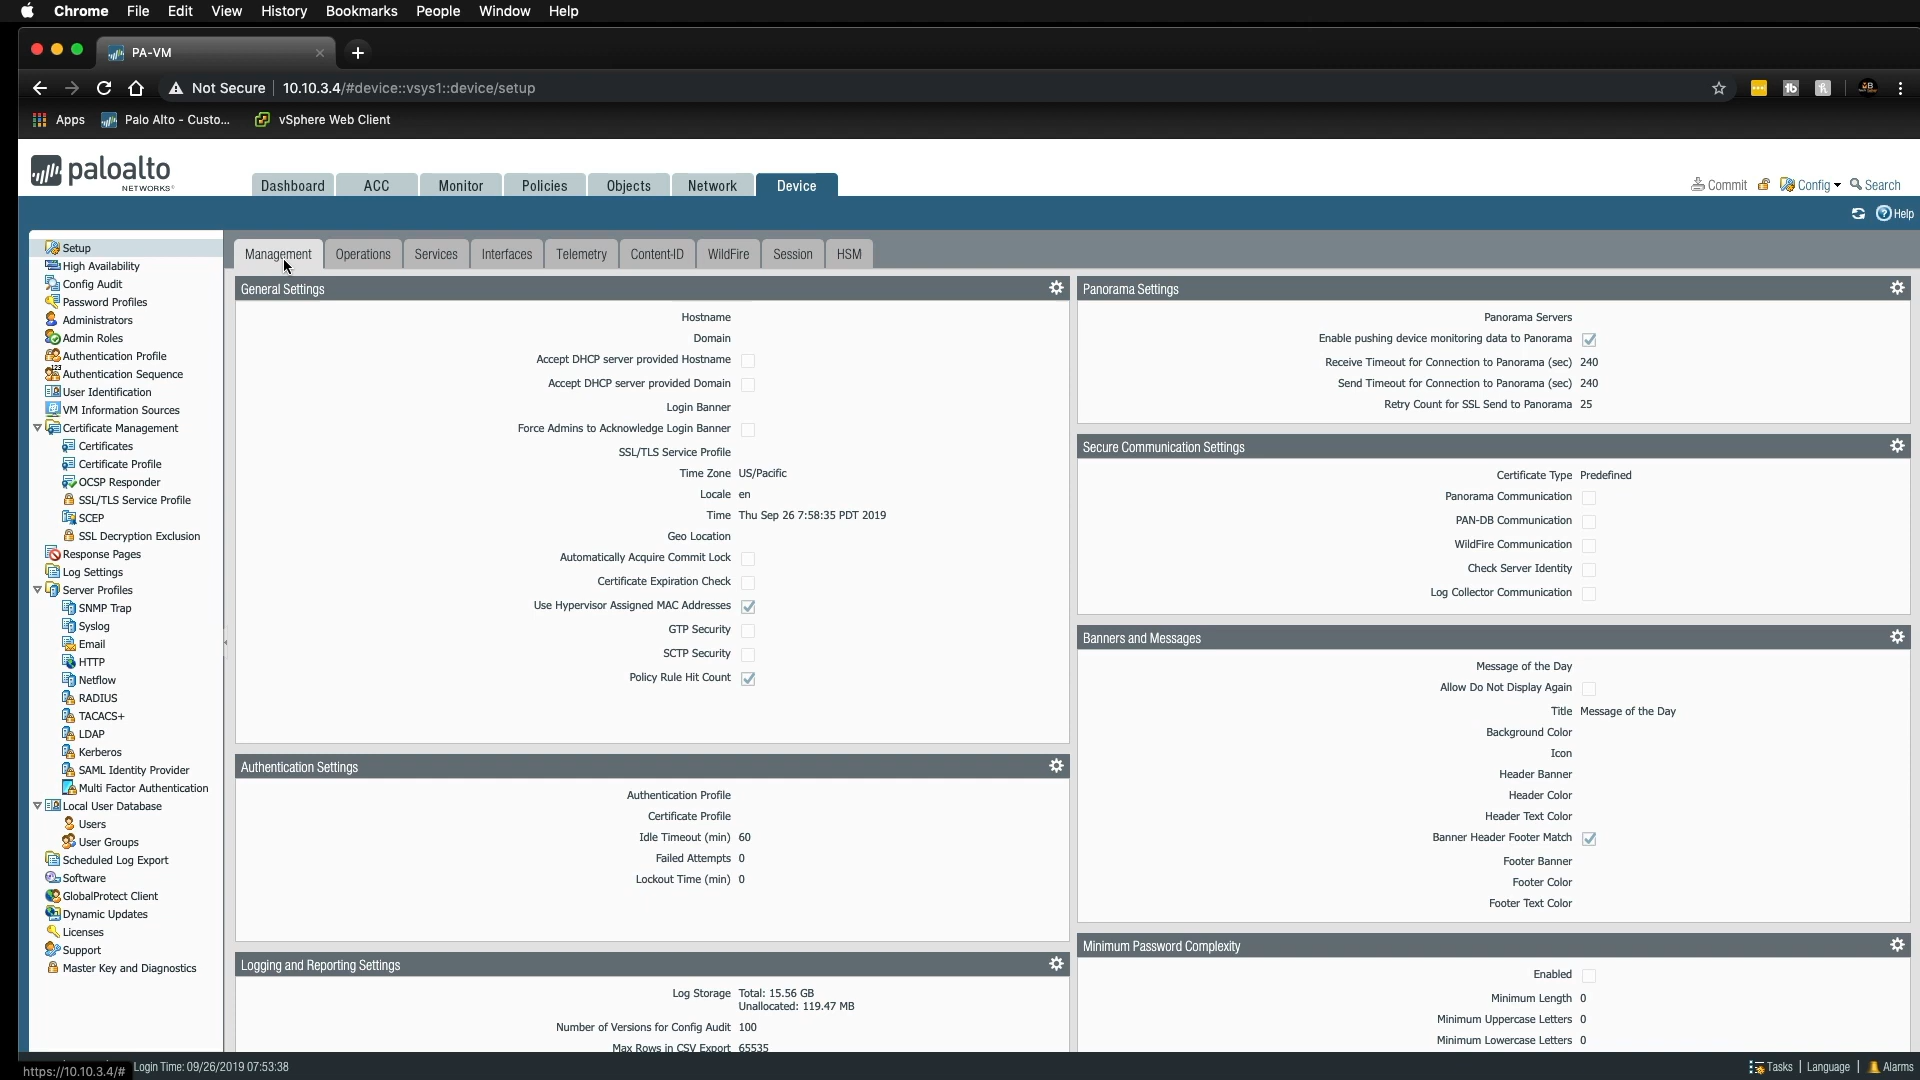 Chrome File Edit View History Bookmarks People Window Help
PA-VM
Not Secure 10.10.3.4/#device::vsys1::device/setup
Apps Palo Alto - Custo... vSphere Web Client
paloalto
NETWORKS®
Dashboard ACC Monitor Policies Objects Network Device
Commit Config Search
Help
Setup
High Availability
Config Audit
Password Profiles
Administrators
Admin Roles
Authentication Profile
Authentication Sequence
User Identification
VM Information Sources
Certificate Management
Certificates
Certificate Profile
OCSP Responder
SSL/TLS Service Profile
SCEP
SSL Decryption Exclusion
Response Pages
Log Settings
Server Profiles
SNMP Trap
Syslog
Email
HTTP
Netflow
RADIUS
TACACS+
LDAP
Kerberos
SAML Identity Provider
Multi Factor Authentication
Local User Database
Users
User Groups
Scheduled Log Export
Software
GlobalProtect Client
Dynamic Updates
Licenses
Support
Master Key and Diagnostics
Management Operations Services Interfaces Telemetry Content-ID WildFire Session HSM
General Settings
Hostname
Domain
Accept DHCP server provided Hostname
Accept DHCP server provided Domain
Login Banner
Force Admins to Acknowledge Login Banner
SSL/TLS Service Profile
Time Zone US/Pacific
Locale en
Time Thu Sep 26 7:58:35 PDT 2019
Geo Location
Automatically Acquire Commit Lock
Certificate Expiration Check
Use Hypervisor Assigned MAC Addresses
GTP Security
SCTP Security
Policy Rule Hit Count
Authentication Settings
Authentication Profile
Certificate Profile
Idle Timeout (min) 60
Failed Attempts 0
Lockout Time (min) 0
Logging and Reporting Settings
Log Storage Total: 15.56 GB
Unallocated: 119.47 MB
Number of Versions for Config Audit 100
Max Rows in CSV Export 65535
Panorama Settings
Panorama Servers
Enable pushing device monitoring data to Panorama
Receive Timeout for Connection to Panorama (sec) 240
Send Timeout for Connection to Panorama (sec) 240
Retry Count for SSL Send to Panorama 25
Secure Communication Settings
Certificate Type Predefined
Panorama Communication
PAN-DB Communication
WildFire Communication
Check Server Identity
Log Collector Communication
Banners and Messages
Message of the Day
Allow Do Not Display Again
Title Message of the Day
Background Color
Icon
Header Banner
Header Color
Header Text Color
Banner Header Footer Match
Footer Banner
Footer Color
Footer Text Color
Minimum Password Complexity
Enabled
Minimum Length 0
Minimum Uppercase Letters 0
Minimum Lowercase Letters 0
https://10.10.3.4/# Login Time: 09/26/2019 07:53:38
Tasks | Language | Alarms